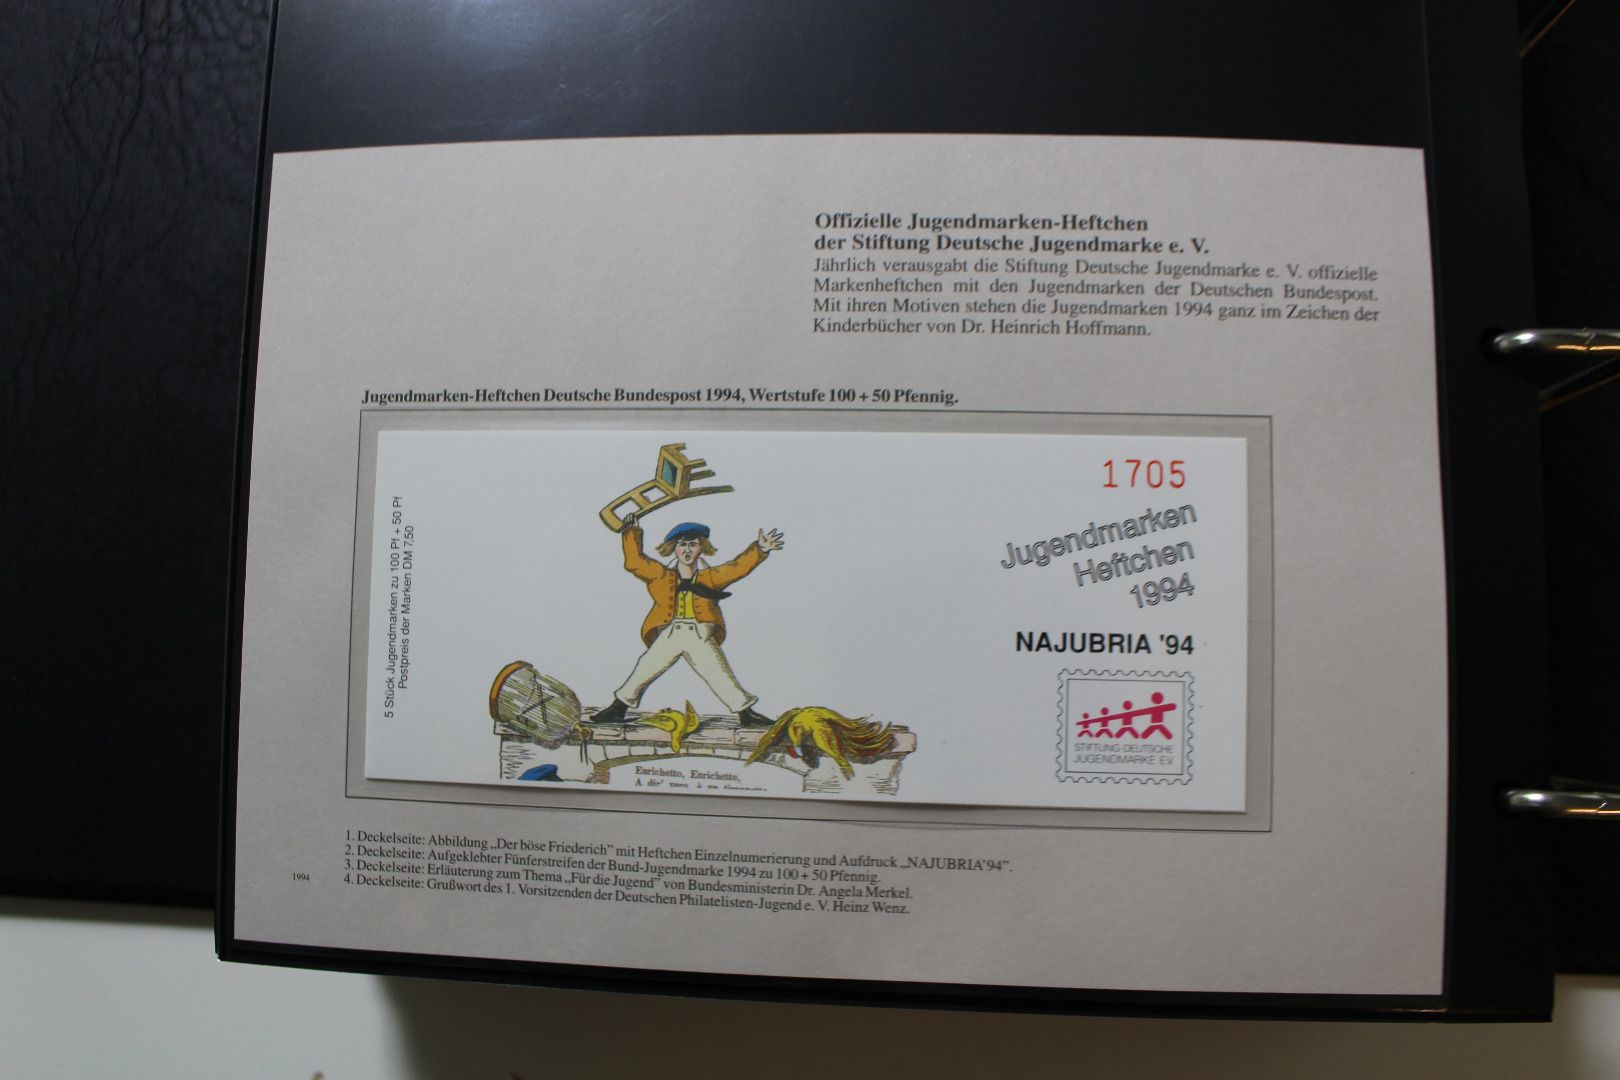 Offizielle Jugendmarken-Heftchen
der Stiftung Deutsche Jugendmarke e. V.
Jährlich verausgabt die Stiftung Deutsche Jugendmarke e. V. offizielle
Markenheftchen mit den Jugendmarken der Deutschen Bundespost.
Mit ihren Motiven stehen die Jugendmarken 1994 ganz im Zeichen der
Kinderbücher von Dr. Heinrich Hoffmann.
Jugendmarken-Heftchen Deutsche Bundespost 1994, Wertstufe 100 + 50 Pfennig.
5 Stück Jugendmarken zu 100 Pf + 50 Pf
Postpreis der Marken DM 7,50
1705
Jugendmarken
Heftchen
1994
NAJUBRIA '94
STIFTUNG DEUTSCHE
JUGENDMARKE E.V.
Enrichetto, Enrichetto,
A dir' vero
1. Deckelseite: Abbildung „Der böse Friederich” mit Heftchen Einzelnumerierung und Aufdruck „NAJUBRIA'94”.
2. Deckelseite: Aufgeklebter Fünferstreifen der Bund-Jugendmarke 1994 zu 100 + 50 Pfennig.
3. Deckelseite: Erläuterung zum Thema „Für die Jugend” von Bundesministerin Dr. Angela Merkel.
4. Deckelseite: Grußwort des 1. Vorsitzenden der Deutschen Philatelisten-Jugend e. V. Heinz Wenz.
1994